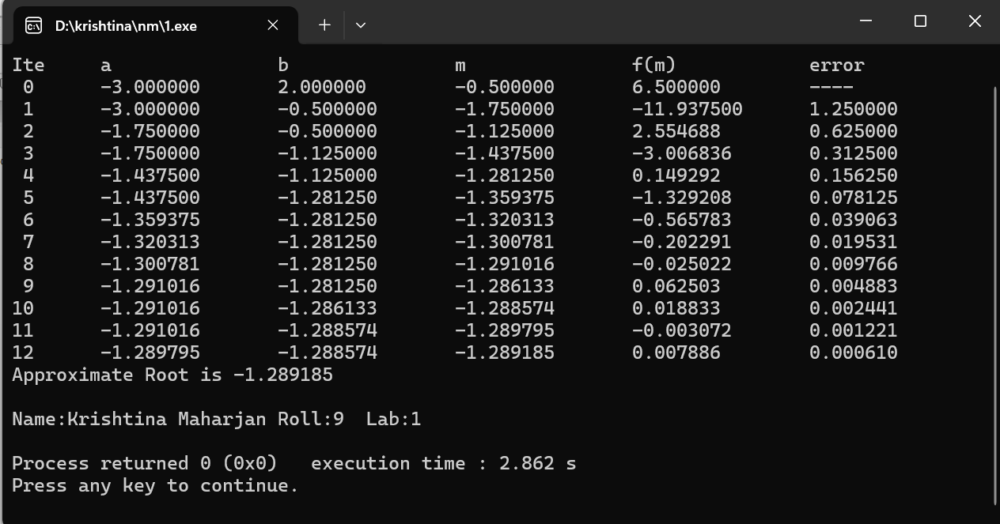 D:\krishtina\nm\1.exe
Ite a b m f(m) error
0 -3.000000 2.000000 -0.500000 6.500000 ----
1 -3.000000 -0.500000 -1.750000 -11.937500 1.250000
2 -1.750000 -0.500000 -1.125000 2.554688 0.625000
3 -1.750000 -1.125000 -1.437500 -3.006836 0.312500
4 -1.437500 -1.125000 -1.281250 0.149292 0.156250
5 -1.437500 -1.281250 -1.359375 -1.329208 0.078125
6 -1.359375 -1.281250 -1.320313 -0.565783 0.039063
7 -1.320313 -1.281250 -1.300781 -0.202291 0.019531
8 -1.300781 -1.281250 -1.291016 -0.025022 0.009766
9 -1.291016 -1.281250 -1.286133 0.062503 0.004883
10 -1.291016 -1.286133 -1.288574 0.018833 0.002441
11 -1.291016 -1.288574 -1.289795 -0.003072 0.001221
12 -1.289795 -1.288574 -1.289185 0.007886 0.000610
Approximate Root is -1.289185
Name:Krishtina Maharjan Roll:9  Lab:1
Process returned 0 (0x0)   execution time : 2.862 s
Press any key to continue.